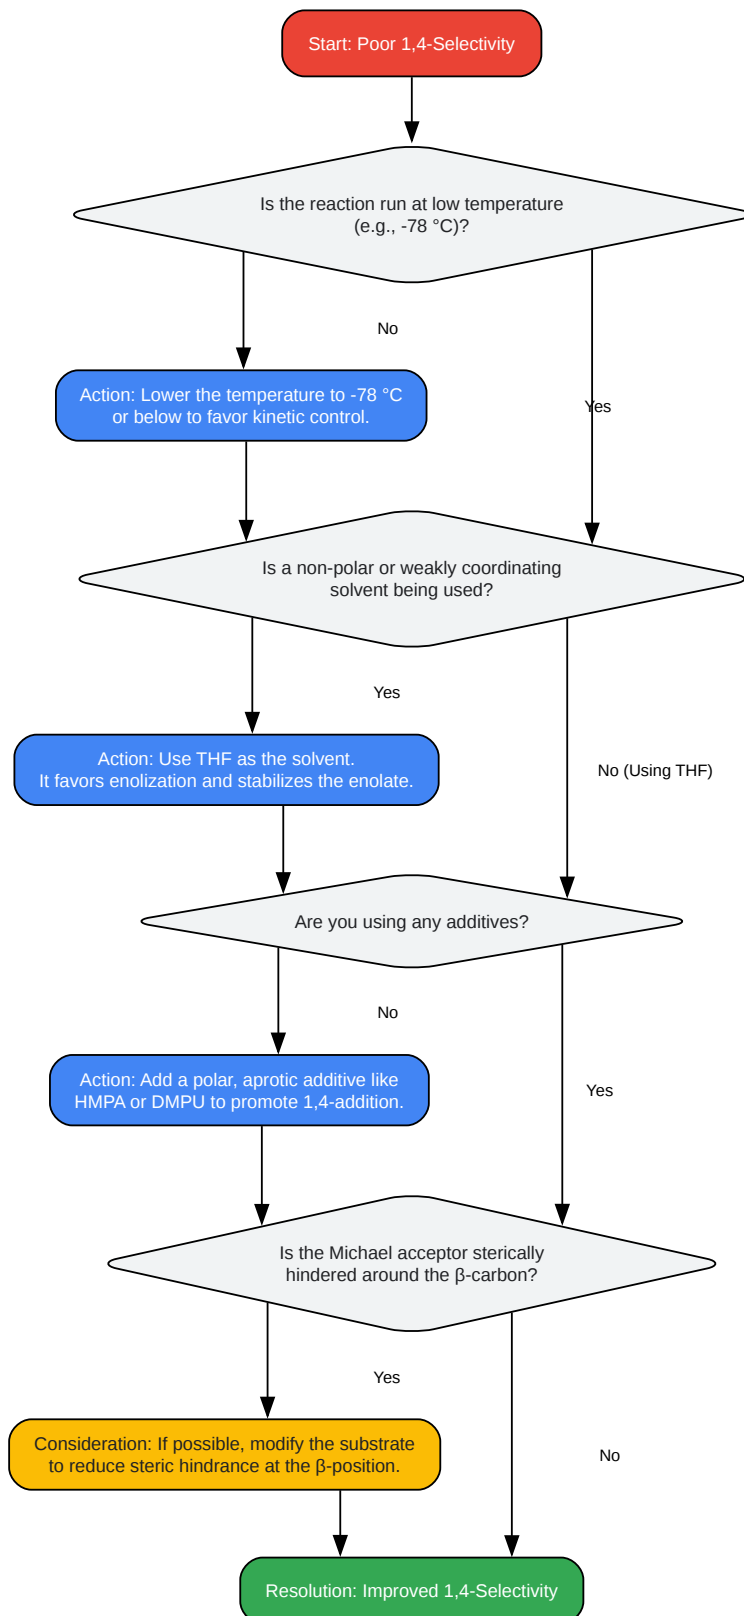 Start: Poor 1,4-Selectivity
Is the reaction run at low temperature
(e.g., -78 °C)?
No
Action: Lower the temperature to -78 °C
or below to favor kinetic control.
Yes
Is a non-polar or weakly coordinating
solvent being used?
Yes
Action: Use THF as the solvent.
It favors enolization and stabilizes the enolate.
No (Using THF)
Are you using any additives?
No
Action: Add a polar, aprotic additive like
HMPA or DMPU to promote 1,4-addition.
Yes
Is the Michael acceptor sterically
hindered around the β-carbon?
Yes
Consideration: If possible, modify the substrate
to reduce steric hindrance at the β-position.
No
Resolution: Improved 1,4-Selectivity